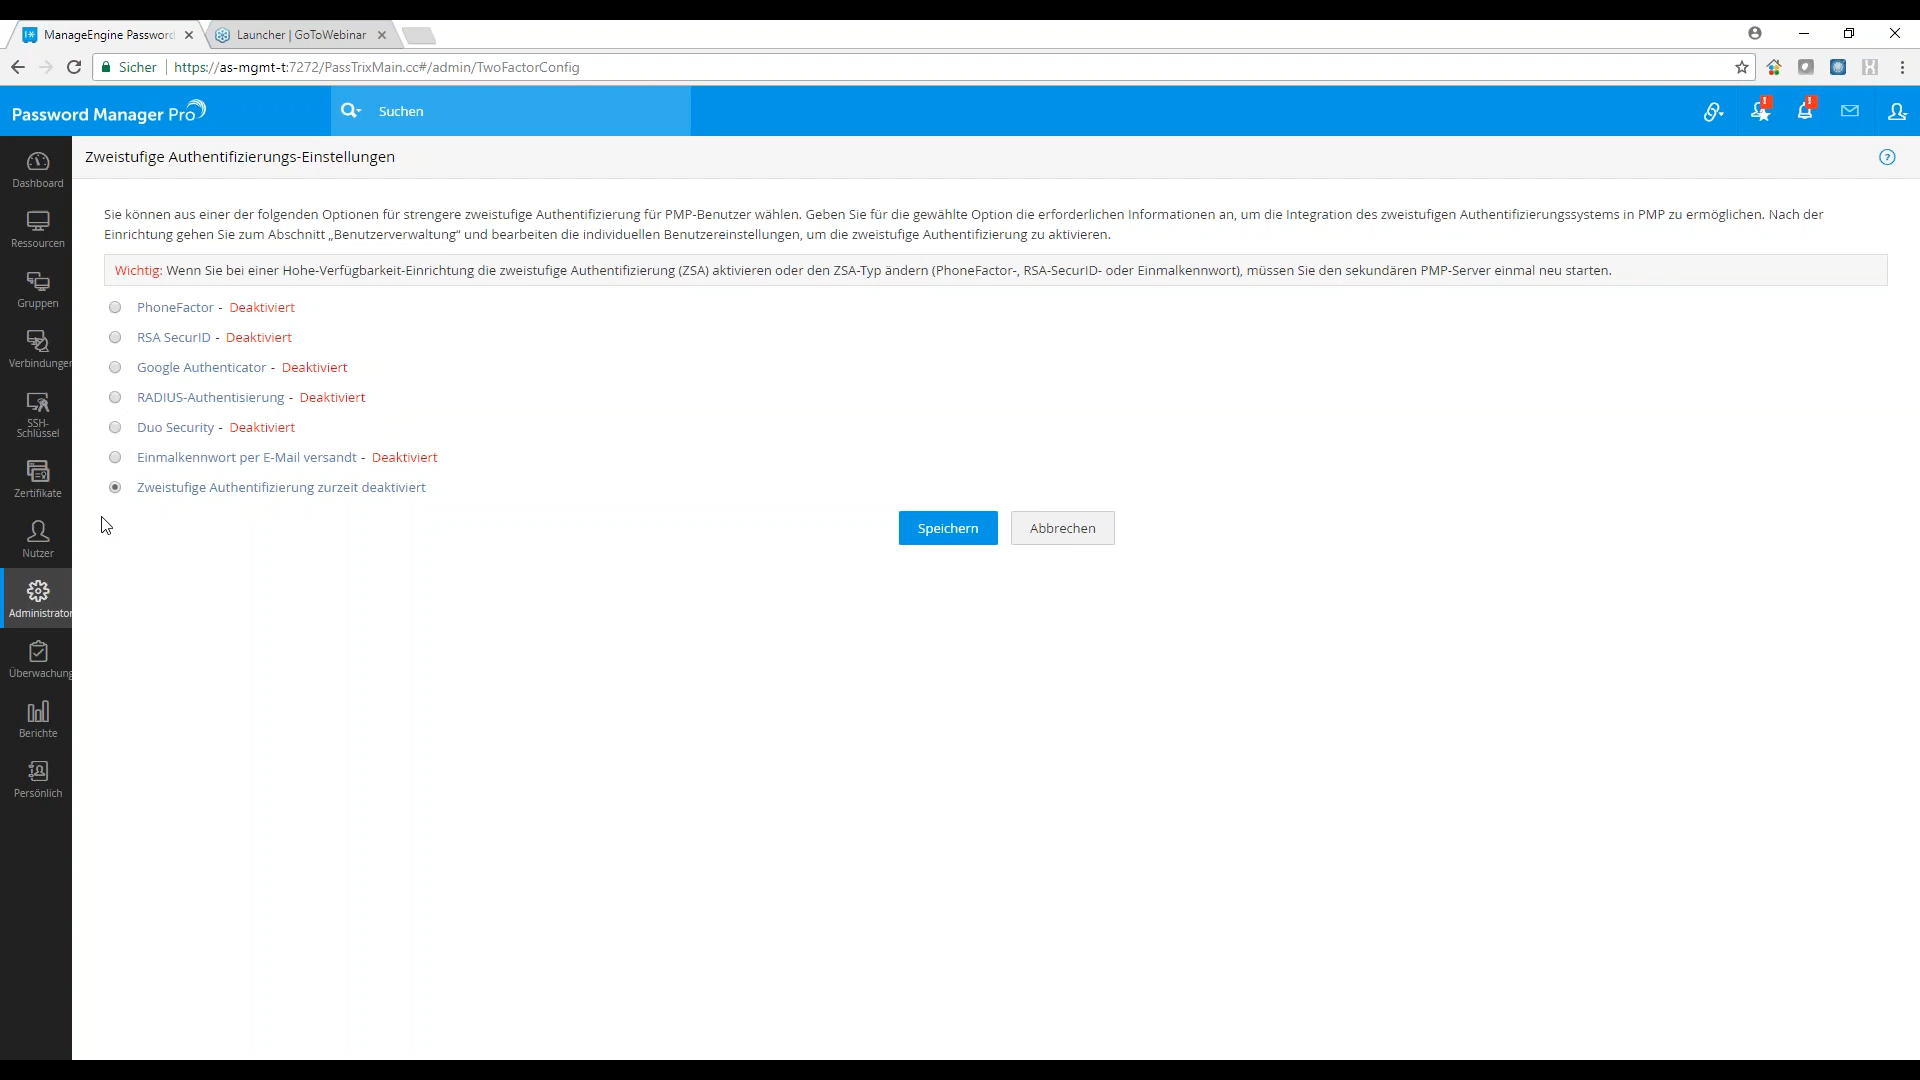 ManageEngine Password
Launcher | GoToWebinar
Sicher
https://as-mgmt-t:7272/PassTrixMain.cc#/admin/TwoFactorConfig
Password Manager Pro
Suchen
Zweistufige Authentifizierungs-Einstellungen
Dashboard
Ressourcen
Gruppen
Verbindungen
SSH-
Schlüssel
Zertifikate
Nutzer
Administrator
Überwachung
Berichte
Persönlich
Sie können aus einer der folgenden Optionen für strengere zweistufige Authentifizierung für PMP-Benutzer wählen. Geben Sie für die gewählte Option die erforderlichen Informationen an, um die Integration des zweistufigen Authentifizierungssystems in PMP zu ermöglichen. Nach der
Einrichtung gehen Sie zum Abschnitt „Benutzerverwaltung“ und bearbeiten die individuellen Benutzereinstellungen, um die zweistufige Authentifizierung zu aktivieren.
Wichtig: Wenn Sie bei einer Hohe-Verfügbarkeit-Einrichtung die zweistufige Authentifizierung (ZSA) aktivieren oder den ZSA-Typ ändern (PhoneFactor-, RSA-SecurID- oder Einmalkennwort), müssen Sie den sekundären PMP-Server einmal neu starten.
PhoneFactor - Deaktiviert
RSA SecurID - Deaktiviert
Google Authenticator - Deaktiviert
RADIUS-Authentisierung - Deaktiviert
Duo Security - Deaktiviert
Einmalkennwort per E-Mail versandt - Deaktiviert
Zweistufige Authentifizierung zurzeit deaktiviert
Speichern
Abbrechen